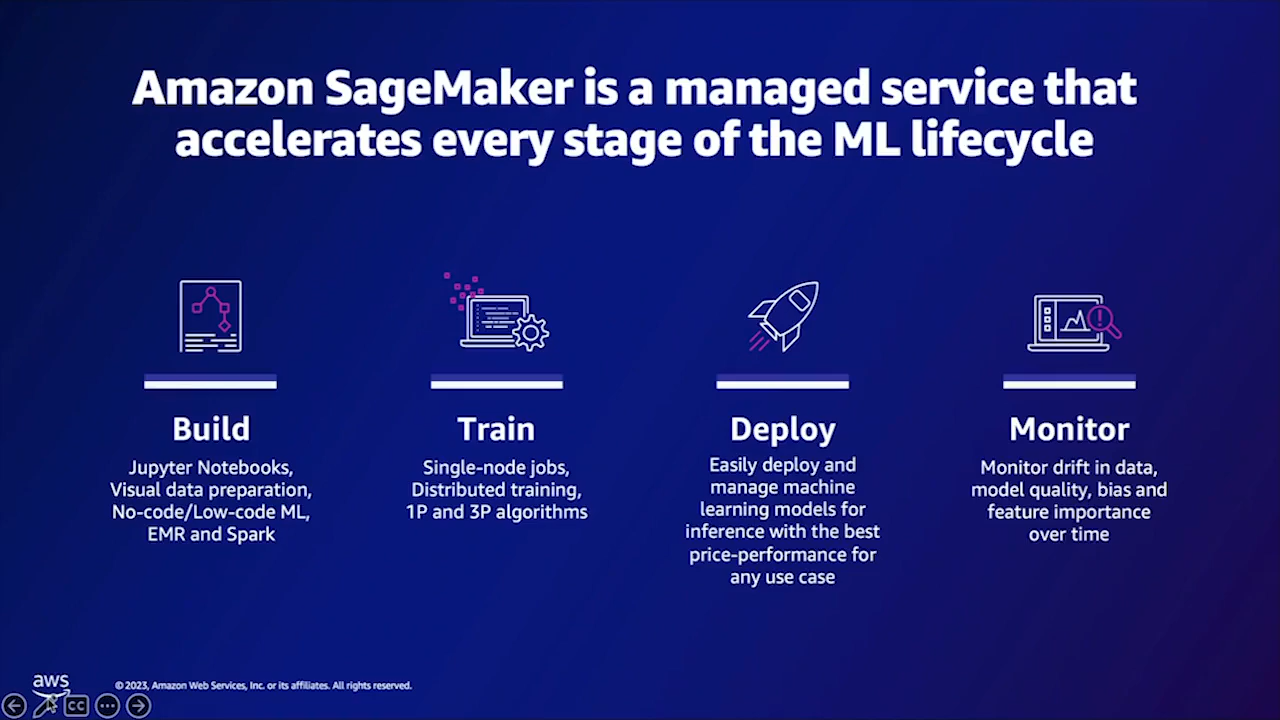 Amazon SageMaker is a managed service that
accelerates every stage of the ML lifecycle
Build
Jupyter Notebooks,
Visual data preparation,
No-code/Low-code ML,
EMR and Spark
Train
Single-node jobs,
Distributed training,
1P and 3P algorithms
Deploy
Easily deploy and
manage machine
learning models for
inference with the best
price-performance for
any use case
Monitor
Monitor drift in data,
model quality, bias and
feature importance
over time
aws
© 2023, Amazon Web Services, Inc. or its affiliates. All rights reserved.
CC